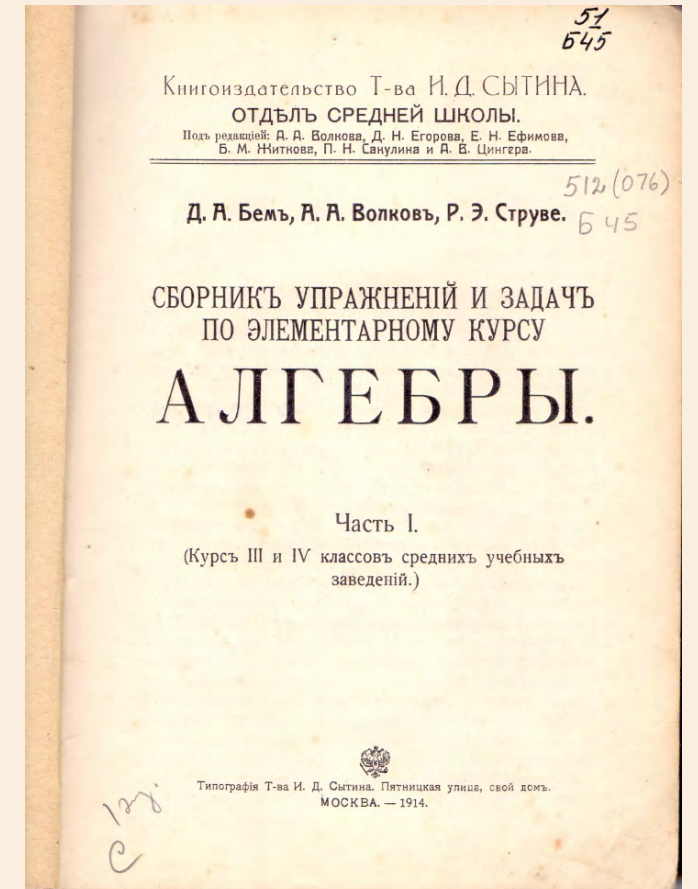 51
Б45
Книгоиздательство Т-ва И. Д. СЫТИНА.
ОТДѢЛЪ СРЕДНЕЙ ШКОЛЫ.
Подъ редакціей: А. А. Волкова, Д. Н. Егорова, Е. Н. Ефимова,
Б. М. Житкова, П. Н. Сакулина и А. В. Цингера.
512(076)
Б 45
Д. А. Бемъ, А. А. Волковъ, Р. Э. Струве.
СБОРНИКЪ УПРАЖНЕНІЙ И ЗАДАЧЪ
ПО ЭЛЕМЕНТАРНОМУ КУРСУ
АЛГЕБРЫ.
Часть I.
(Курсъ III и IV классовъ среднихъ учебныхъ
заведеній.)
Типографія Т-ва И. Д. Сытина. Пятницкая улица, свой домъ.
МОСКВА. — 1914.
С